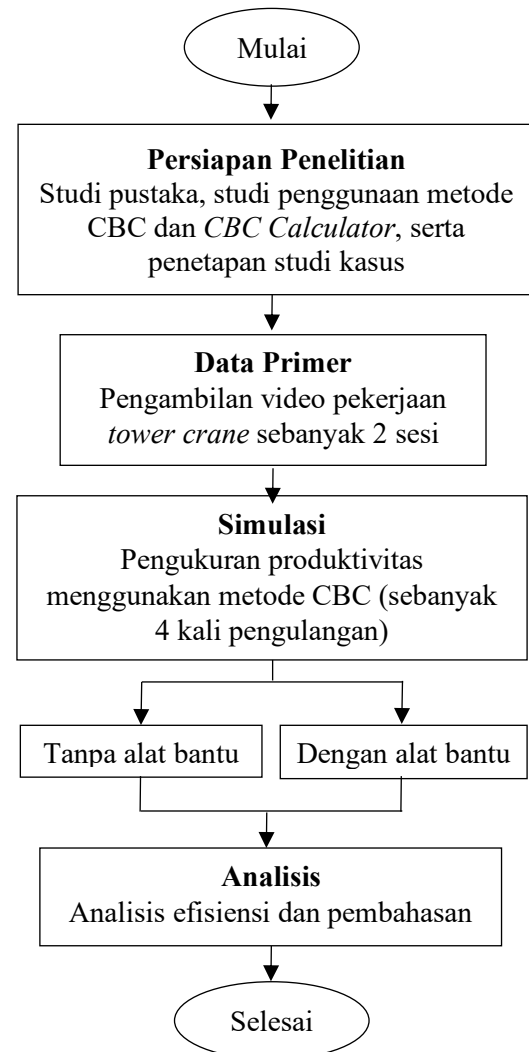 Mulai
Persiapan Penelitian
Studi pustaka, studi penggunaan metode
CBC dan CBC Calculator, serta
penetapan studi kasus
Data Primer
Pengambilan video pekerjaan
tower crane sebanyak 2 sesi
Simulasi
Pengukuran produktivitas
menggunakan metode CBC (sebanyak
4 kali pengulangan)
Tanpa alat bantu
Dengan alat bantu
Analisis
Analisis efisiensi dan pembahasan
Selesai